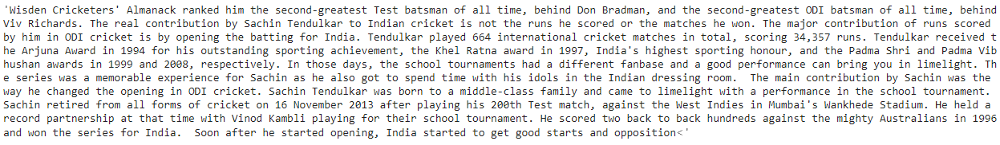 'Wisden Cricketers' Almanack ranked him the second-greatest Test batsman of all time, behind Don Bradman, and the second-greatest ODI batsman of all time, behind
Viv Richards. The real contribution by Sachin Tendulkar to Indian cricket is not the runs he scored or the matches he won. The major contribution of runs scored
by him in ODI cricket is by opening the batting for India. Tendulkar played 664 international cricket matches in total, scoring 34,357 runs. Tendulkar received t
he Arjuna Award in 1994 for his outstanding sporting achievement, the Khel Ratna award in 1997, India's highest sporting honour, and the Padma Shri and Padma Vib
hushan awards in 1999 and 2008, respectively. In those days, the school tournaments had a different fanbase and a good performance can bring you in limelight. Th
e series was a memorable experience for Sachin as he also got to spend time with his idols in the Indian dressing room.  The main contribution by Sachin was the
way he changed the opening in ODI cricket. Sachin Tendulkar was born to a middle-class family and came to limelight with a performance in the school tournament.
Sachin retired from all forms of cricket on 16 November 2013 after playing his 200th Test match, against the West Indies in Mumbai's Wankhede Stadium. He held a
record partnership at that time with Vinod Kambli playing for their school tournament. He scored two back to back hundreds against the mighty Australians in 1996
and won the series for India.  Soon after he started opening, India started to get good starts and opposition<'